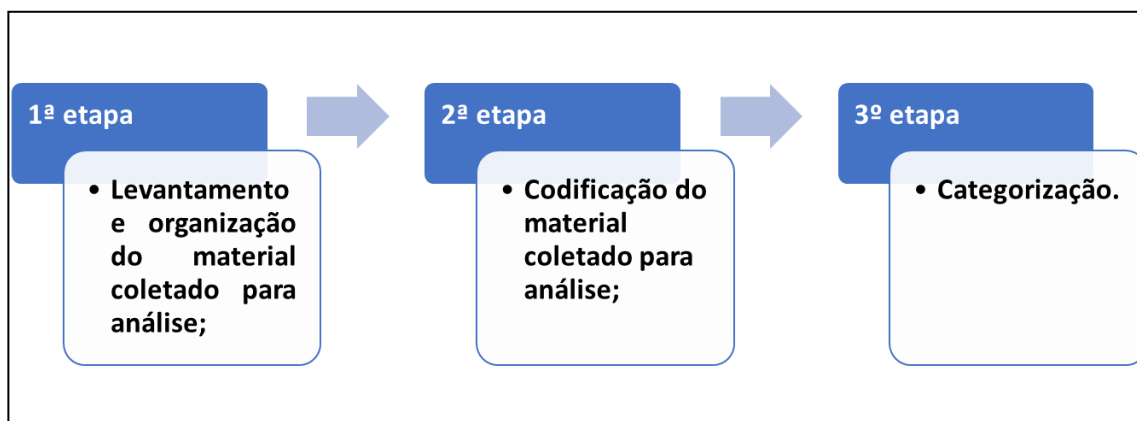 1ª etapa
• Levantamento
e organização
do material
coletado para
análise;
2ª etapa
• Codificação do
material
coletado para
análise;
3º etapa
• Categorização.